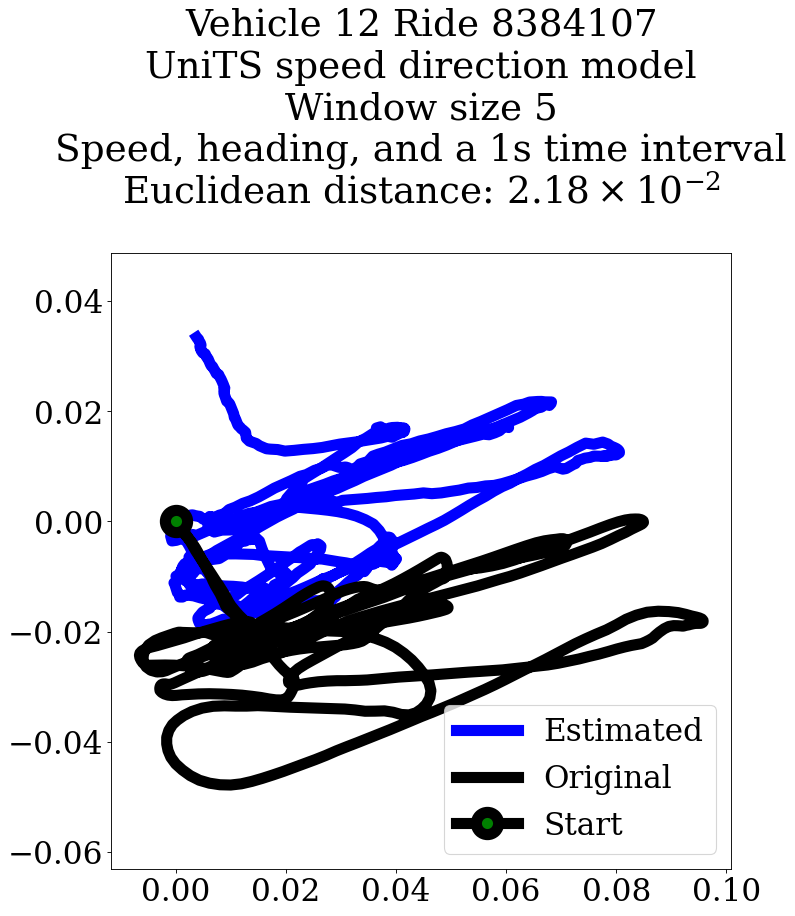 Vehicle 12 Ride 8384107
UniTS speed direction model
Window size 5
Speed, heading, and a 1s time interval
Euclidean distance: 2.18 × 10⁻²
0.04
0.02
0.00
−0.02
−0.04
−0.06
Estimated
Original
Start
0.00 0.02 0.04 0.06 0.08 0.10